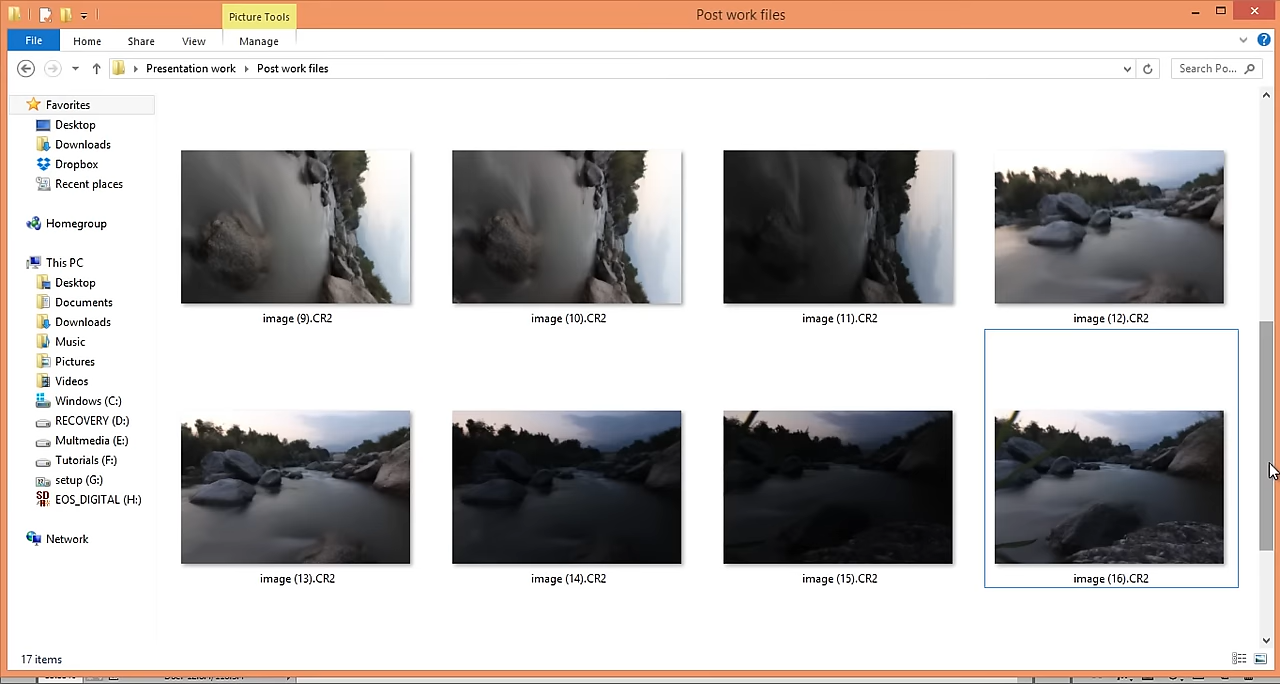 Picture Tools
Post work files
File
Home
Share
View
Manage
Presentation work
Post work files
Search Po...
Favorites
Desktop
Downloads
Dropbox
Recent places
Homegroup
This PC
Desktop
Documents
Downloads
Music
Pictures
Videos
Windows (C:)
RECOVERY (D:)
Multmedia (E:)
Tutorials (F:)
setup (G:)
EOS_DIGITAL (H:)
Network
image (9).CR2
image (10).CR2
image (11).CR2
image (12).CR2
image (13).CR2
image (14).CR2
image (15).CR2
image (16).CR2
17 items